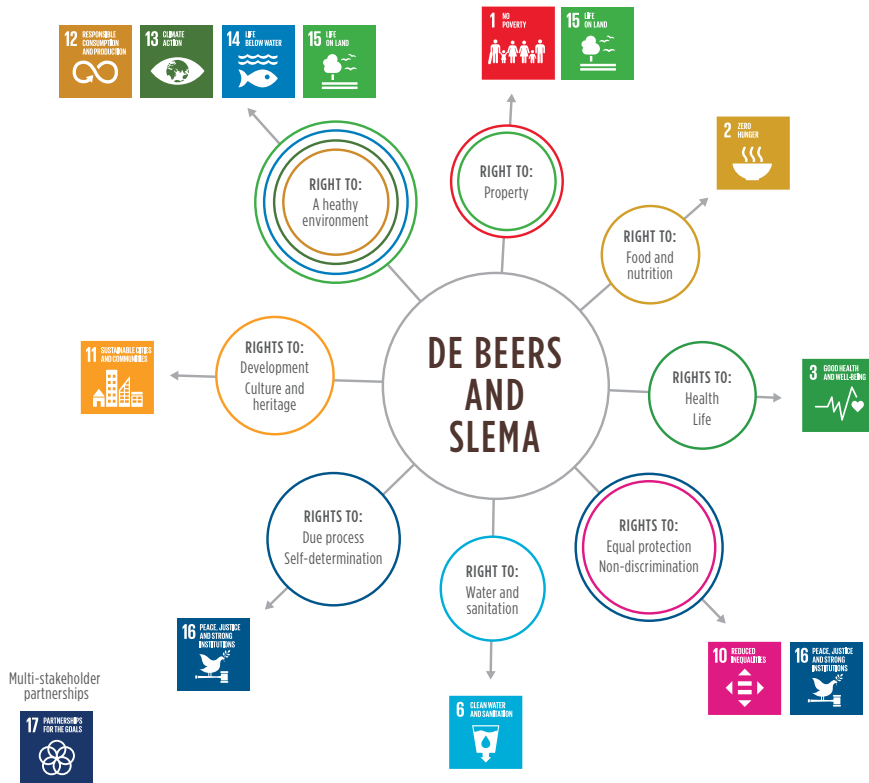 12 RESPONSIBLE
CONSUMPTION
AND PRODUCTION
13 CLIMATE
ACTION
14 LIFE
BELOW WATER
15 LIFE
ON LAND
1 NO
POVERTY
15 LIFE
ON LAND
2 ZERO
HUNGER
RIGHT TO:
A heathy
environment
RIGHT TO:
Property
RIGHT TO:
Food and
nutrition
11 SUSTAINABLE CITIES
AND COMMUNITIES
RIGHTS TO:
Development
Culture and
heritage
DE BEERS
AND
SLEMA
RIGHTS TO:
Health
Life
3 GOOD HEALTH
AND WELL-BEING
RIGHTS TO:
Due process
Self-determination
RIGHT TO:
Water and
sanitation
RIGHTS TO:
Equal protection
Non-discrimination
16 PEACE, JUSTICE
AND STRONG
INSTITUTIONS
10 REDUCED
INEQUALITIES
16 PEACE, JUSTICE
AND STRONG
INSTITUTIONS
6 CLEAN WATER
AND SANITATION
Multi-stakeholder
partnerships
17 PARTNERSHIPS
FOR THE GOALS